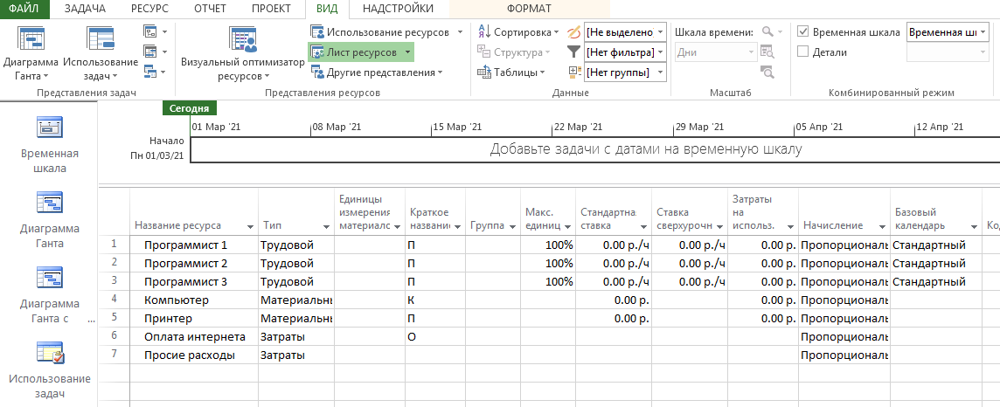 ФАЙЛ ЗАДАЧА РЕСУРС ОТЧЕТ ПРОЕКТ ВИД НАДСТРОЙКИ ФОРМАТ
Диаграмма Ганта
Использование задач
Представления задач
Визуальный оптимизатор ресурсов
Использование ресурсов
Лист ресурсов
Другие представления
Представления ресурсов
Сортировка
Структура
Таблицы
[Не выделено
[Нет фильтра]
[Нет группы]
Данные
Шкала времени:
Дни
Масштаб
Временная шкала Временная ш
Детали
Комбинированный режим
Временная
шкала
Диаграмма
Ганта
Диаграмма
Ганта с ...
Использование
задач
Сегодня
01 Мар '21 08 Мар '21 15 Мар '21 22 Мар '21 29 Мар '21 05 Апр '21 12 Апр '21
Начало
Пн 01/03/21
Добавьте задачи с датами на временную шкалу
Название ресурса Тип Единицы измерения материалс Краткое названи Группа Макс. единиц Стандартна ставка Ставка сверхурочн Затраты на использ. Начисление Базовый календарь Ко
1 Программист 1 Трудовой П 100% 0.00 р./ч 0.00 р./ч 0.00 р. Пропорциональ Стандартный
2 Программист 2 Трудовой П 100% 0.00 р./ч 0.00 р./ч 0.00 р. Пропорциональ Стандартный
3 Программист 3 Трудовой П 100% 0.00 р./ч 0.00 р./ч 0.00 р. Пропорциональ Стандартный
4 Компьютер Материальны К 0.00 р. 0.00 р. Пропорциональ
5 Принтер Материальны П 0.00 р. 0.00 р. Пропорциональ
6 Оплата интернета Затраты О Пропорциональ
7 Просие расходы Затраты Пропорциональ